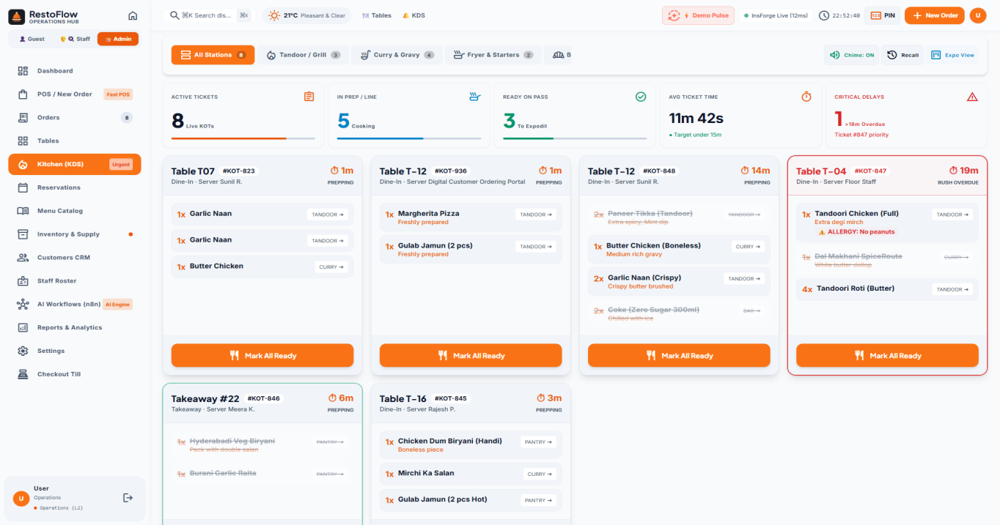 RestoFlow
OPERATIONS HUB
Guest
Staff
Admin
Dashboard
POS / New Order
Fast POS
Orders
8
Tables
Kitchen (KDS)
Urgent
Reservations
Menu Catalog
Inventory & Supply
Customers CRM
Staff Roster
AI Workflows (n8n)
AI Engine
Reports & Analytics
Settings
Checkout Till
U
User
Operations
Operations (L2)
⌘K Search dis...
⌘K
21°C Pleasant & Clear
Tables
KDS
Demo Pulse
InsForge Live (12ms)
22:52:40
123 PIN
New Order
U
All Stations 8
Tandoor / Grill 3
Curry & Gravy 4
Fryer & Starters 2
B
Chime: ON
Recall
Expo View
ACTIVE TICKETS
8 Live KOTs
IN PREP / LINE
5 Cooking
READY ON PASS
3 To Expedit
AVG TICKET TIME
11m 42s
• Target under 15m
CRITICAL DELAYS
1 >18m Overdue
Ticket #847 priority
Table T07 #KOT-823 1m
Dine-In · Server Sunil R. PREPPING
1x Garlic Naan TANDOOR →
1x Garlic Naan TANDOOR →
1x Butter Chicken CURRY →
Mark All Ready
Table T-12 #KOT-936 1m
Dine-In · Server Digital Customer Ordering Portal PREPPING
1x Margherita Pizza TANDOOR →
Freshly prepared
1x Gulab Jamun (2 pcs) TANDOOR →
Freshly prepared
Mark All Ready
Table T-12 #KOT-848 14m
Dine-In · Server Sunil R. PREPPING
2x Paneer Tikka (Tandoor) TANDOOR →
Extra spicy, Mint dip
1x Butter Chicken (Boneless) CURRY →
Medium rich gravy
2x Garlic Naan (Crispy) TANDOOR →
Crispy butter brushed
2x Coke (Zero Sugar 300ml) BAR →
Chilled with ice
Mark All Ready
Table T-04 #KOT-847 19m
Dine-In · Server Floor Staff RUSH OVERDUE
1x Tandoori Chicken (Full) TANDOOR →
Extra degi mirch
ALLERGY: No peanuts
1x Dal Makhani SpiceRoute CURRY →
White butter dollop
4x Tandoori Roti (Butter) TANDOOR →
Mark All Ready
Takeaway #22 #KOT-846 6m
Takeaway · Server Meera K. PREPPING
1x Hyderabadi Veg Biryani PANTRY →
Pack with double salan
1x Burani Garlic Raita PANTRY →
Table T-16 #KOT-845 3m
Dine-In · Server Rajesh P. PREPPING
1x Chicken Dum Biryani (Handi) PANTRY →
Boneless piece
1x Mirchi Ka Salan CURRY →
1x Gulab Jamun (2 pcs Hot) PANTRY →